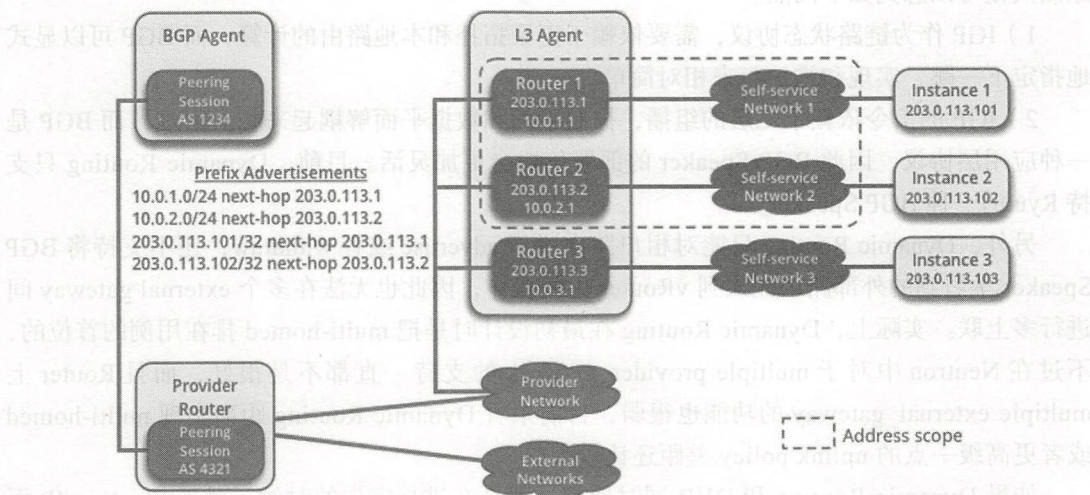 BGP Agent
Peering
Session
AS 1234
Prefix Advertisements
10.0.1.0/24 next-hop 203.0.113.1
10.0.2.0/24 next-hop 203.0.113.2
203.0.113.101/32 next-hop 203.0.113.1
203.0.113.102/32 next-hop 203.0.113.2
Provider
Router
Peering
Session
AS 4321
L3 Agent
Router 1
203.0.113.1
10.0.1.1
Router 2
203.0.113.2
10.0.2.1
Router 3
203.0.113.3
10.0.3.1
Self-service
Network 1
Self-service
Network 2
Self-service
Network 3
Instance 1
203.0.113.101
Instance 2
203.0.113.102
Instance 3
203.0.113.103
Provider
Network
External
Networks
Address scope